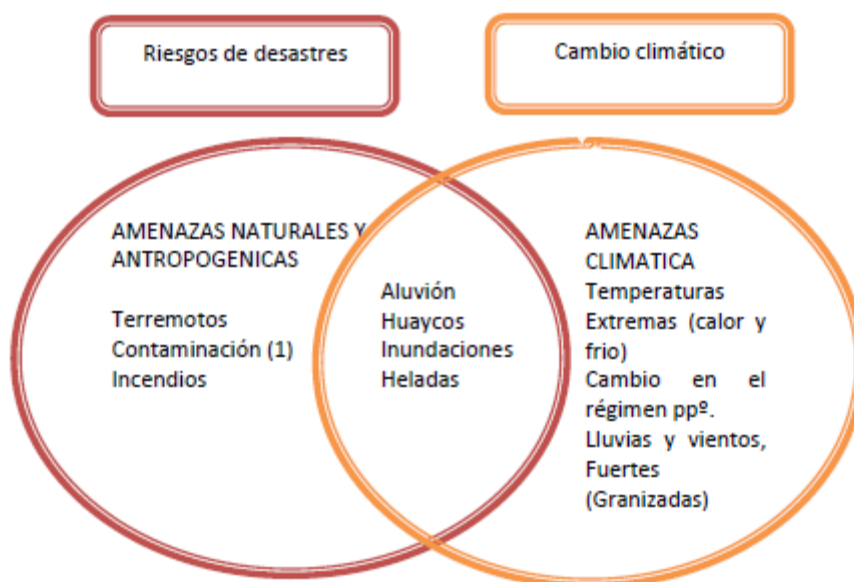 Riesgos de desastres
Cambio climático
AMENAZAS NATURALES Y
ANTROPOGENICAS
Terremotos
Contaminación (1)
Incendios
Aluvión
Huaycos
Inundaciones
Heladas
AMENAZAS
CLIMATICA
Temperaturas
Extremas (calor y
frio)
Cambio en el
régimen ppº.
Lluvias y vientos,
Fuertes
(Granizadas)